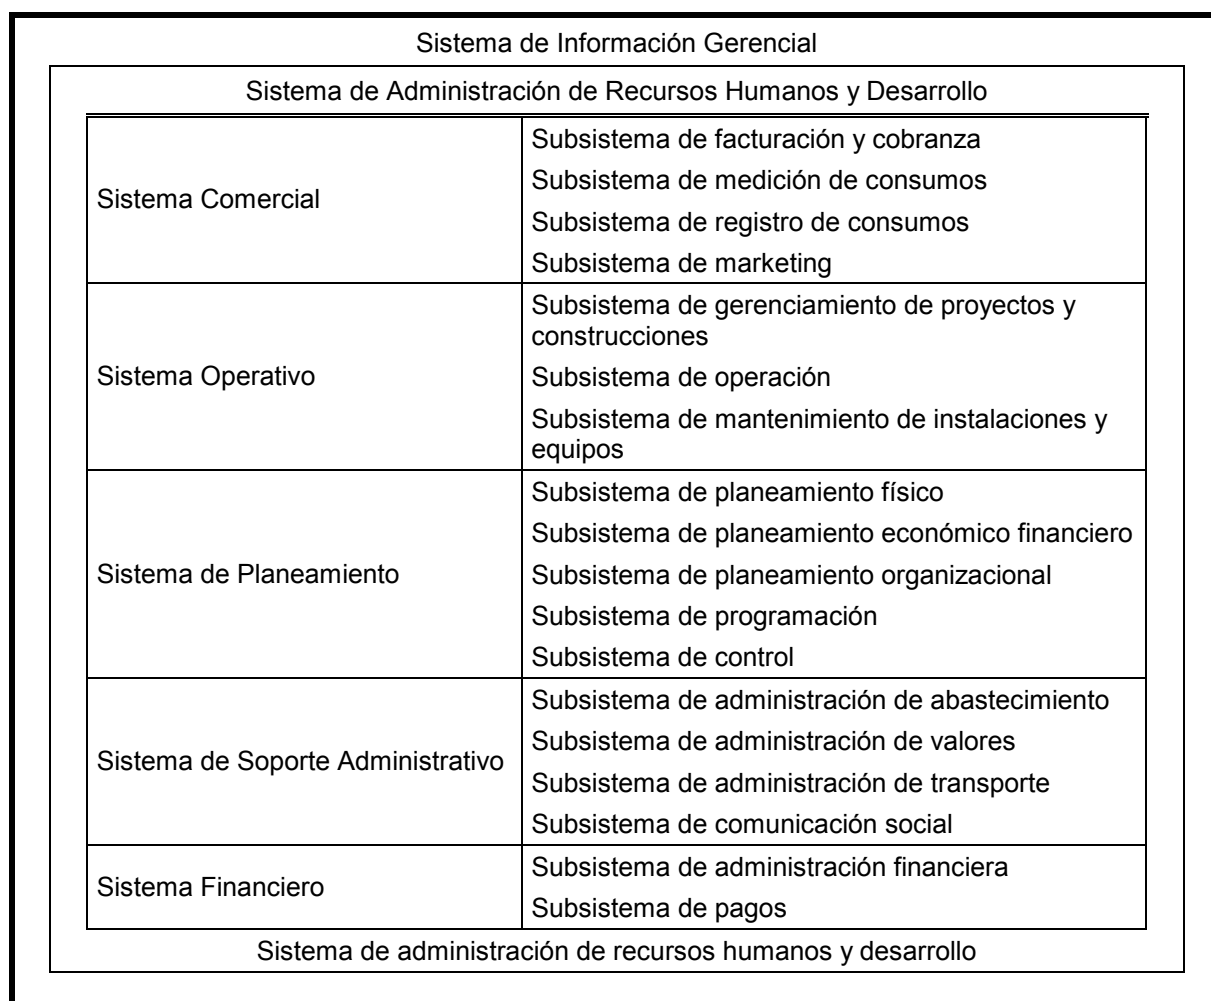 Sistema de Información Gerencial
Sistema de Administración de Recursos Humanos y Desarrollo
Sistema Comercial
Subsistema de facturación y cobranza
Subsistema de medición de consumos
Subsistema de registro de consumos
Subsistema de marketing
Sistema Operativo
Subsistema de gerenciamiento de proyectos y
construcciones
Subsistema de operación
Subsistema de mantenimiento de instalaciones y
equipos
Sistema de Planeamiento
Subsistema de planeamiento físico
Subsistema de planeamiento económico financiero
Subsistema de planeamiento organizacional
Subsistema de programación
Subsistema de control
Sistema de Soporte Administrativo
Subsistema de administración de abastecimiento
Subsistema de administración de valores
Subsistema de administración de transporte
Subsistema de comunicación social
Sistema Financiero
Subsistema de administración financiera
Subsistema de pagos
Sistema de administración de recursos humanos y desarrollo